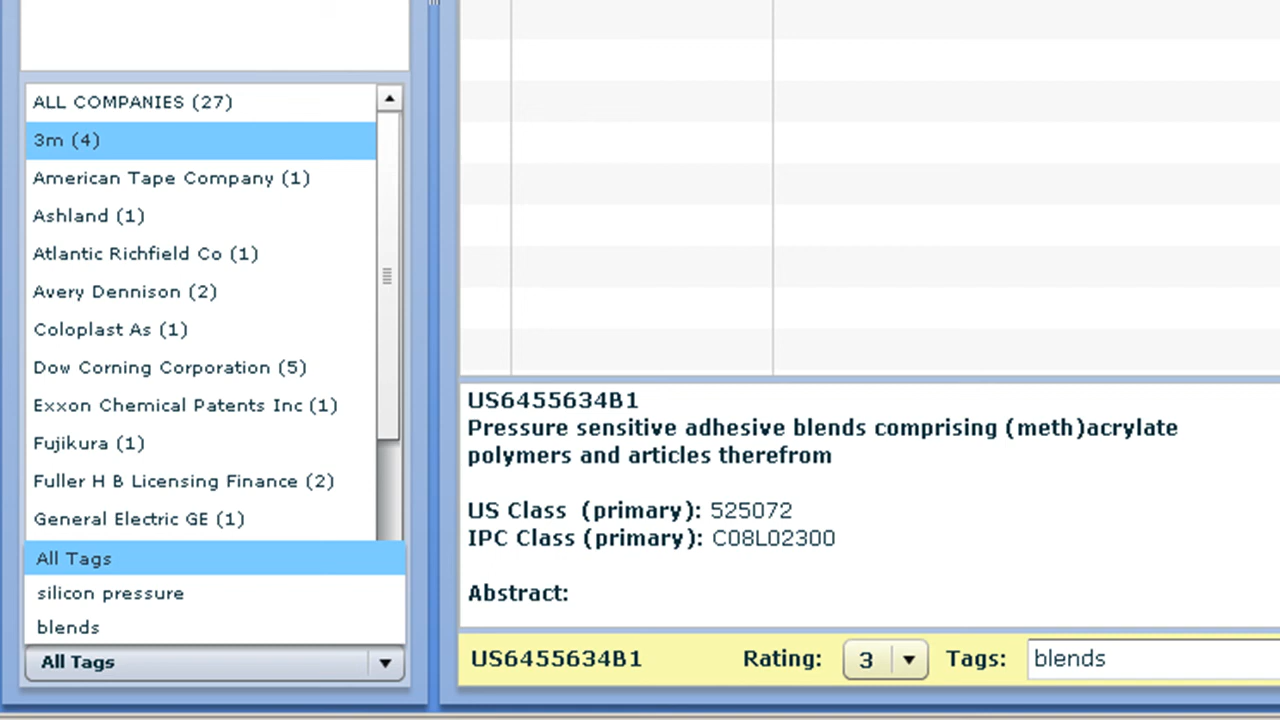 ALL COMPANIES (27)
3m (4)
American Tape Company (1)
Ashland (1)
Atlantic Richfield Co (1)
Avery Dennison (2)
Coloplast As (1)
Dow Corning Corporation (5)
Exxon Chemical Patents Inc (1)
Fujikura (1)
Fuller H B Licensing Finance (2)
General Electric GE (1)
All Tags
silicon pressure
blends
All Tags
US6455634B1
Pressure sensitive adhesive blends comprising (meth)acrylate
polymers and articles therefrom
US Class (primary): 525072
IPC Class (primary): C08L02300
Abstract:
US6455634B1 Rating: 3 Tags: blends